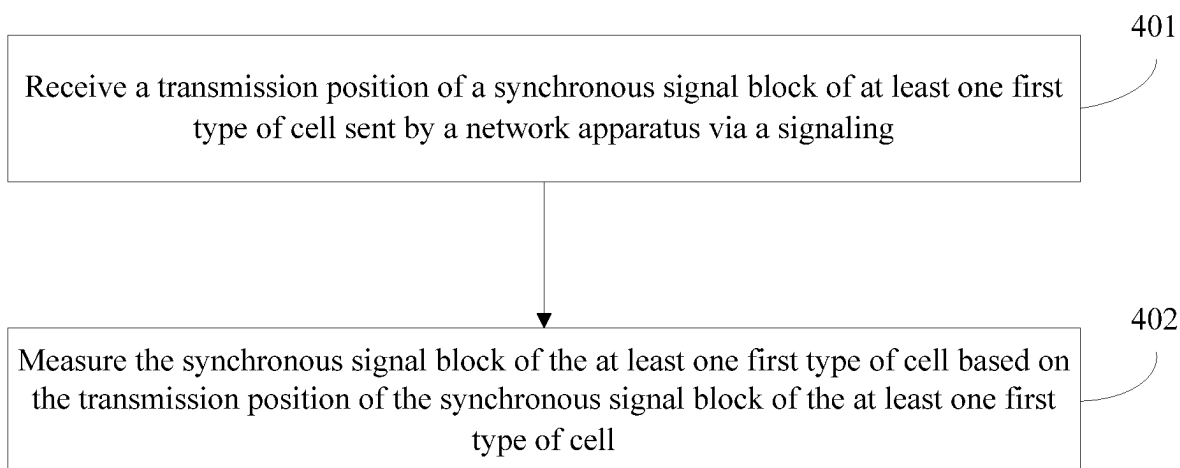 401
Receive a transmission position of a synchronous signal block of at least one first
type of cell sent by a network apparatus via a signaling
402
Measure the synchronous signal block of the at least one first type of cell based on
the transmission position of the synchronous signal block of the at least one first
type of cell